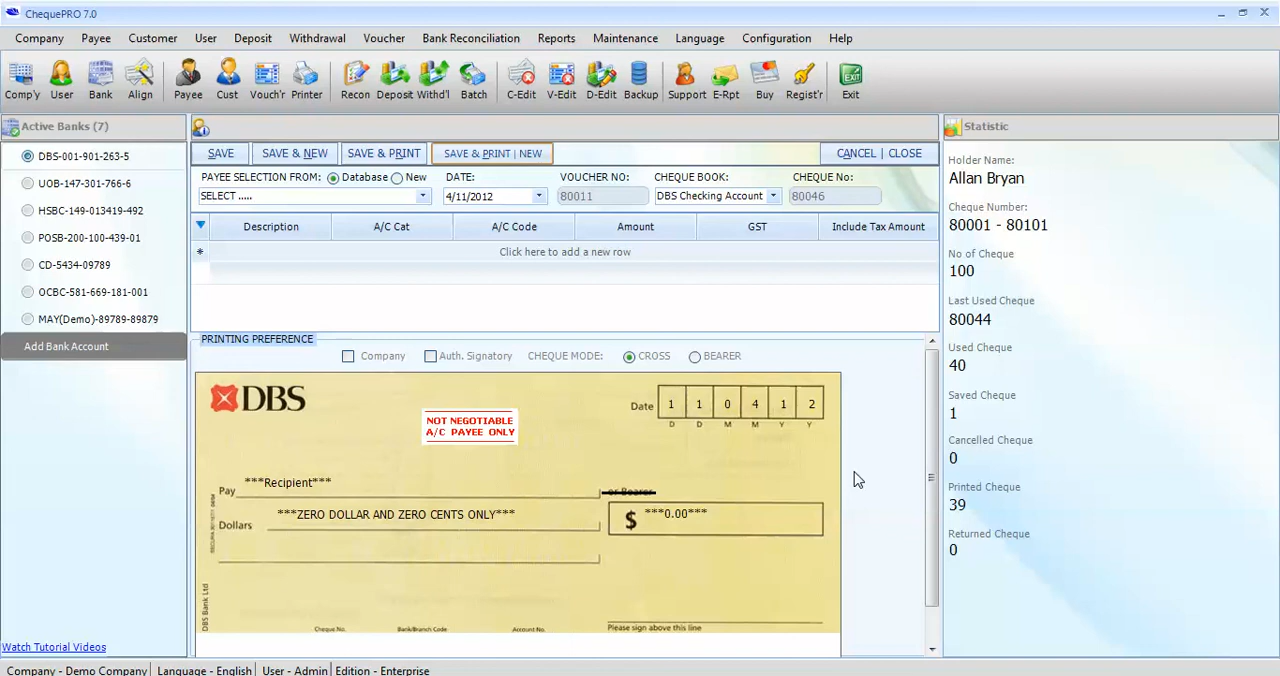 ChequePRO 7.0
Company Payee Customer User Deposit Withdrawal Voucher Bank Reconciliation Reports Maintenance Language Configuration Help
Comp'y User Bank Align Payee Cust Vouch'r Printer Recon Deposit Withd'l Batch C-Edit V-Edit D-Edit Backup Support E-Rpt Buy Regist'r Exit
Active Banks (7)
DBS-001-901-263-5
UOB-147-301-766-6
HSBC-149-013419-492
POSB-200-100-439-01
CD-5434-09789
OCBC-581-669-181-001
MAY(Demo)-89789-89879
Add Bank Account
Watch Tutorial Videos
SAVE SAVE & NEW SAVE & PRINT SAVE & PRINT | NEW CANCEL | CLOSE
PAYEE SELECTION FROM: Database New DATE: VOUCHER NO: CHEQUE BOOK: CHEQUE No:
SELECT ..... 4/11/2012 80011 DBS Checking Account 80046
Description A/C Cat A/C Code Amount GST Include Tax Amount
Click here to add a new row
PRINTING PREFERENCE
Company Auth. Signatory CHEQUE MODE: CROSS BEARER
DBS
NOT NEGOTIABLE
A/C PAYEE ONLY
Date 1 1 0 4 1 2
D D M M Y Y
Pay ***Recipient*** or Bearer
Dollars ***ZERO DOLLAR AND ZERO CENTS ONLY*** $ ***0.00***
DBS Bank Ltd
Cheque No. Bank/Branch Code Account No. Please sign above this line
Statistic
Holder Name:
Allan Bryan
Cheque Number:
80001 - 80101
No of Cheque
100
Last Used Cheque
80044
Used Cheque
40
Saved Cheque
1
Cancelled Cheque
0
Printed Cheque
39
Returned Cheque
0
Company - Demo Company Language - English User - Admin Edition - Enterprise